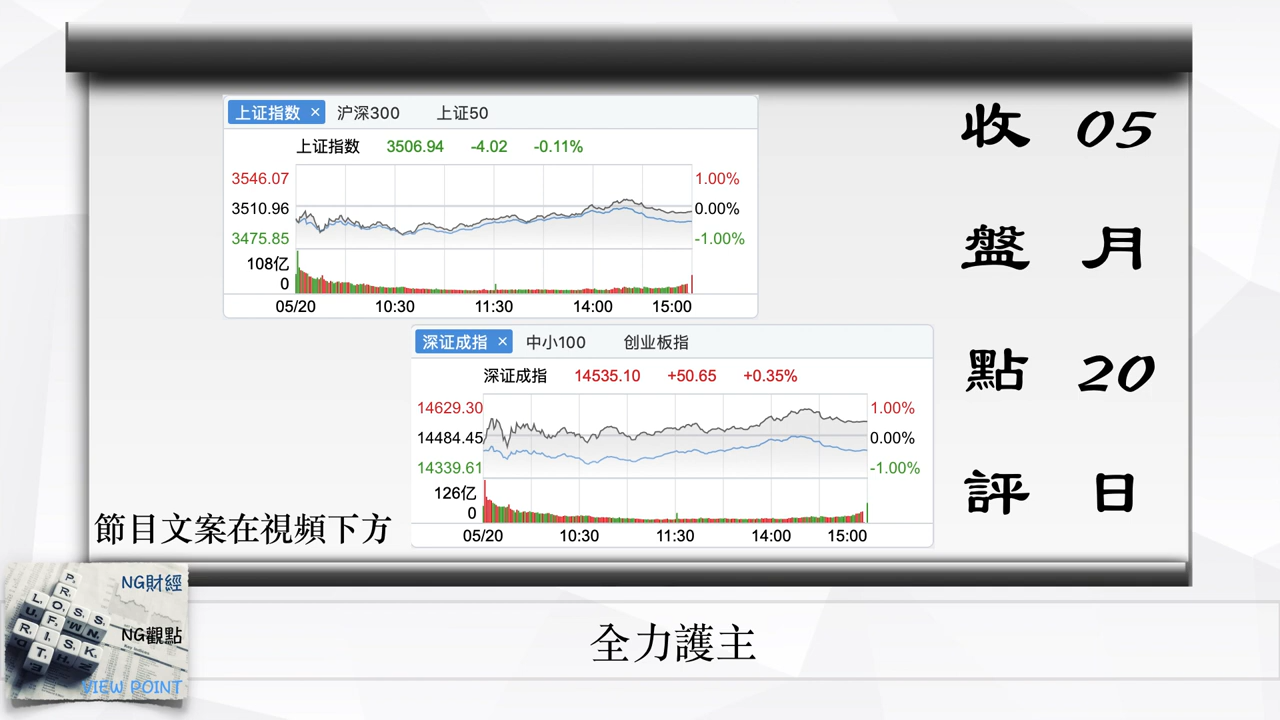 上证指数 × 沪深300 上证50
上证指数 3506.94 -4.02 -0.11%
3546.07 1.00%
3510.96 0.00%
3475.85 -1.00%
108亿
0
05/20 10:30 11:30 14:00 15:00
深证成指 × 中小100 创业板指
深证成指 14535.10 +50.65 +0.35%
14629.30 1.00%
14484.45 0.00%
14339.61 -1.00%
126亿
0
05/20 10:30 11:30 14:00 15:00
05月20日
收盤點評
節目文案在視頻下方
NG財經
NG觀點
VIEW POINT
全力護主